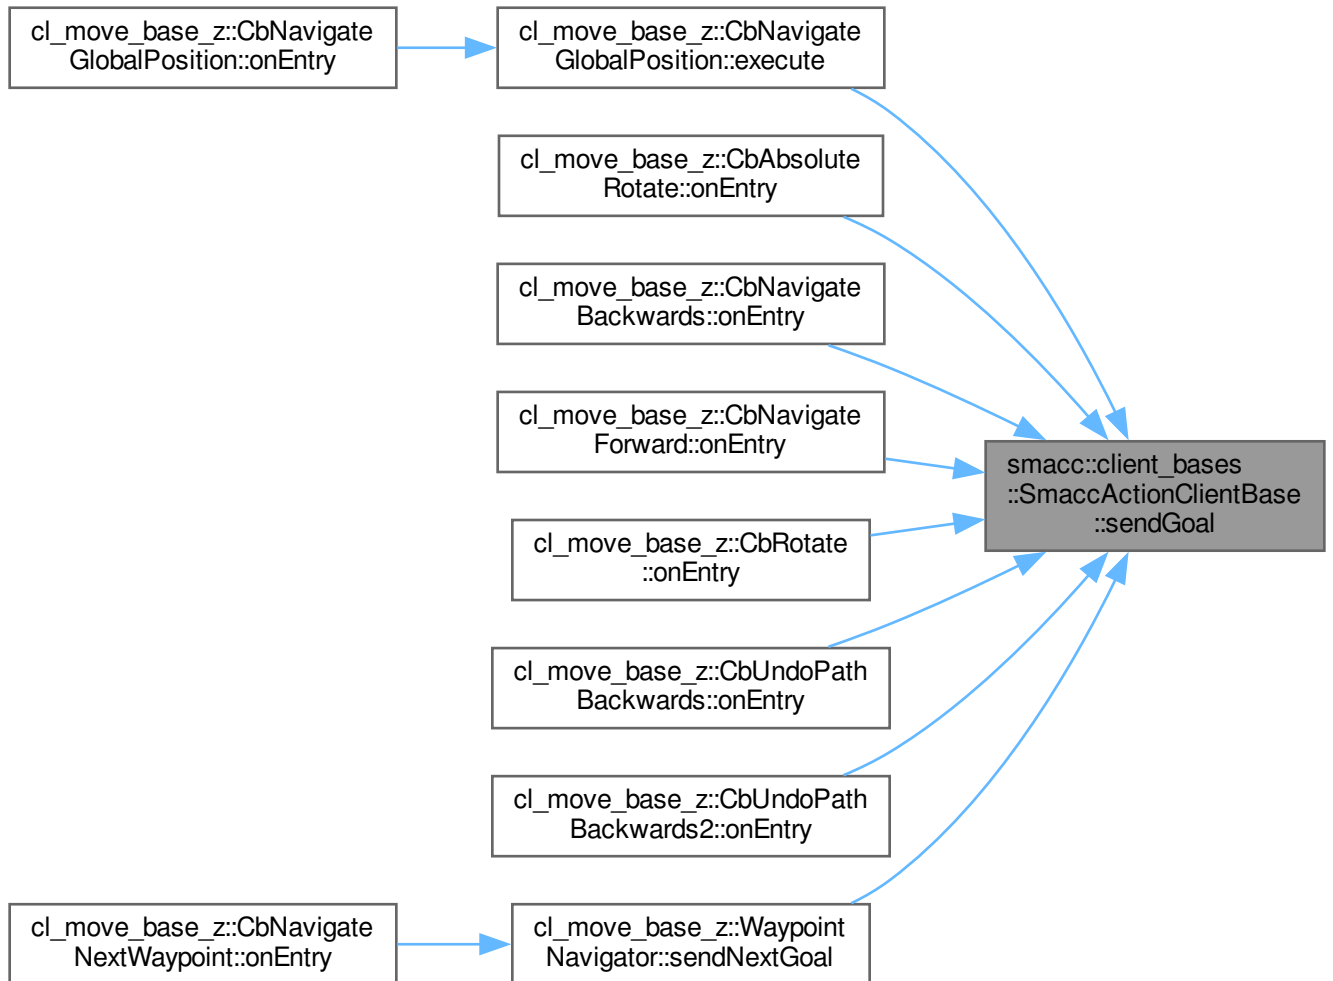 cl_move_base_z::CbNavigate
GlobalPosition::onEntry
cl_move_base_z::CbNavigate
GlobalPosition::execute
cl_move_base_z::CbAbsolute
Rotate::onEntry
cl_move_base_z::CbNavigate
Backwards::onEntry
cl_move_base_z::CbNavigate
Forward::onEntry
cl_move_base_z::CbRotate
::onEntry
smacc::client_bases
::SmaccActionClientBase
::sendGoal
cl_move_base_z::CbUndoPath
Backwards::onEntry
cl_move_base_z::CbUndoPath
Backwards2::onEntry
cl_move_base_z::CbNavigate
NextWaypoint::onEntry
cl_move_base_z::Waypoint
Navigator::sendNextGoal